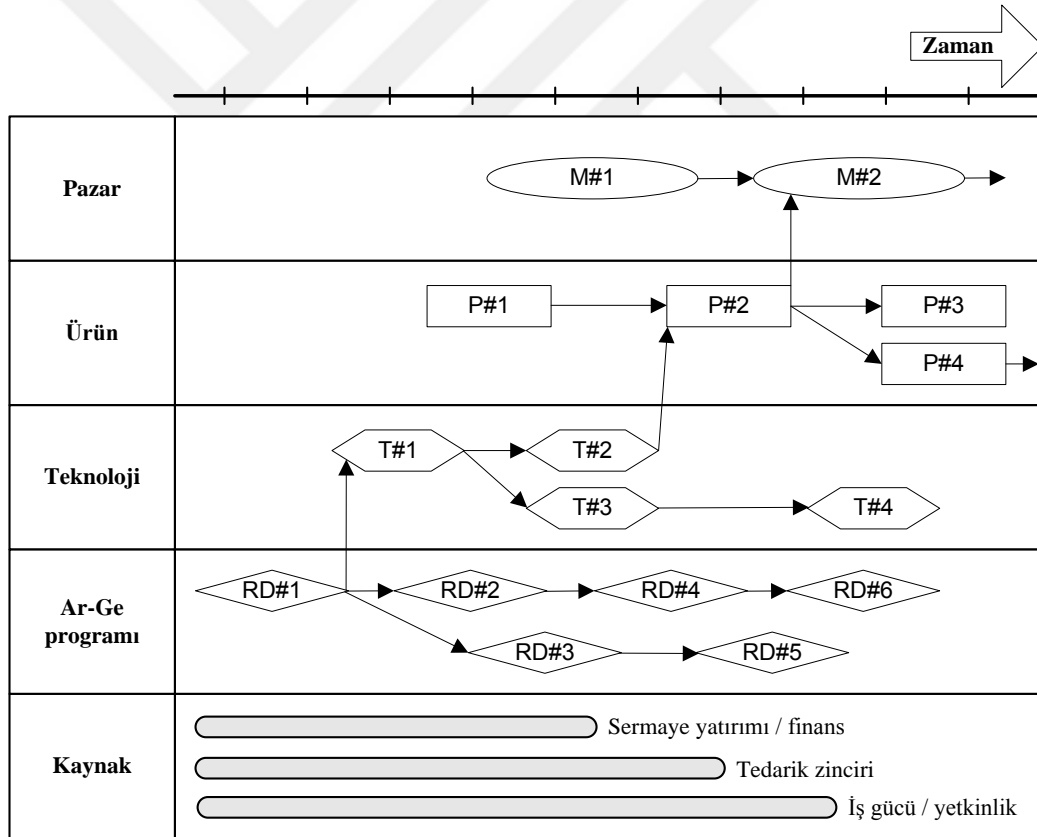 Zaman
Pazar
M#1
M#2
Ürün
P#1
P#2
P#3
P#4
Teknoloji
T#1
T#2
T#3
T#4
Ar-Ge
programı
RD#1
RD#2
RD#4
RD#6
RD#3
RD#5
Kaynak
Sermaye yatırımı / finans
Tedarik zinciri
İş gücü / yetkinlik